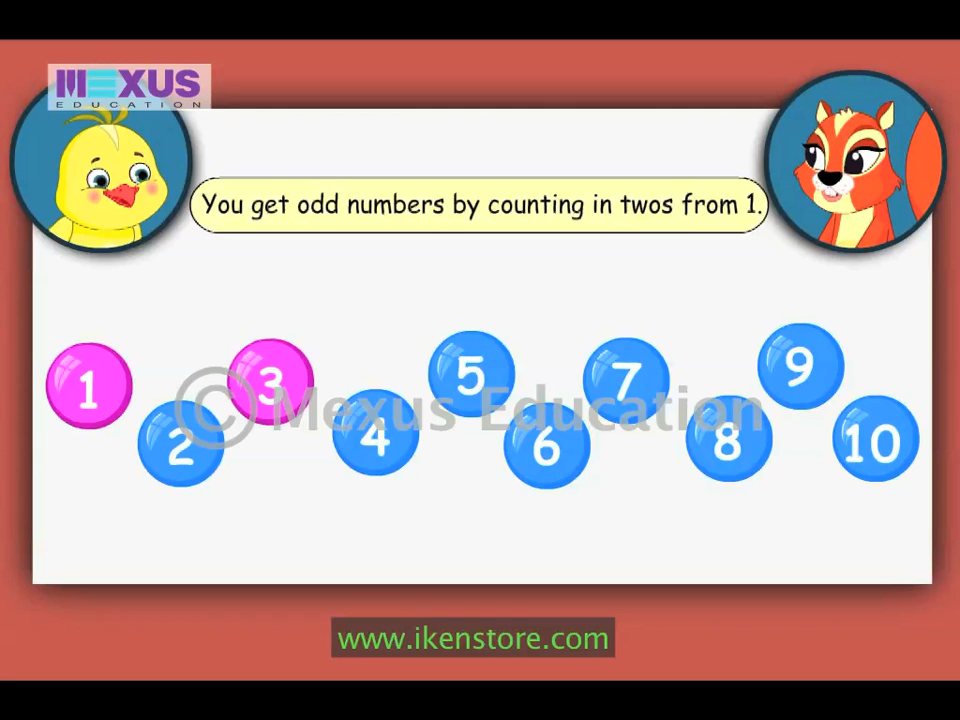 MEXUS
EDUCATION
You get odd numbers by counting in twos from 1.
1
2
3
4
5
6
7
8
9
10
© Mexus Education
www.ikenstore.com